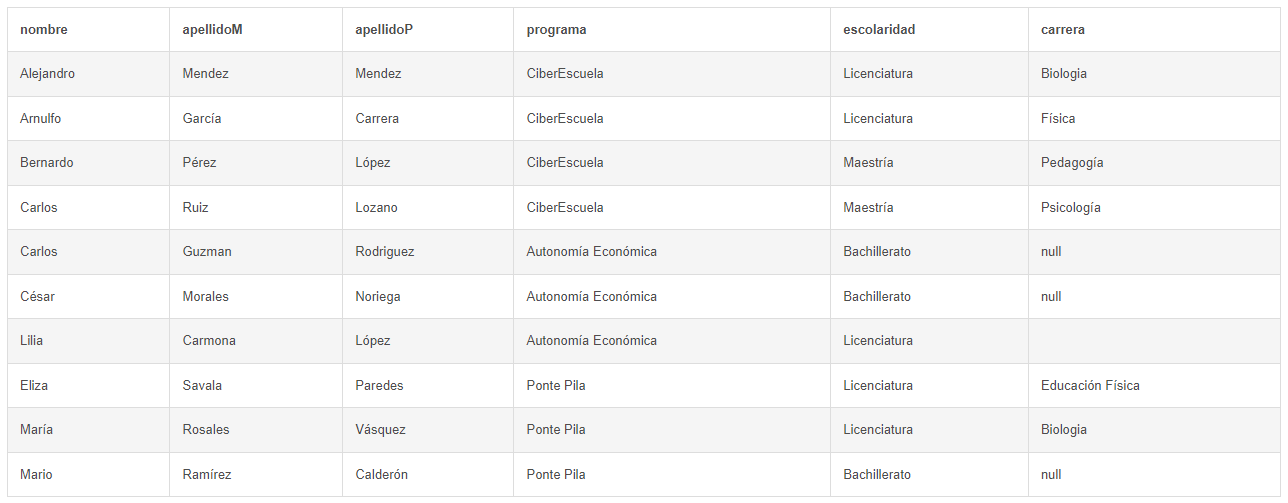 nombre apellidoM apellidoP programa escolaridad carrera
Alejandro Mendez Mendez CiberEscuela Licenciatura Biologia
Arnulfo García Carrera CiberEscuela Licenciatura Física
Bernardo Pérez López CiberEscuela Maestría Pedagogía
Carlos Ruiz Lozano CiberEscuela Maestría Psicología
Carlos Guzman Rodriguez Autonomía Económica Bachillerato null
César Morales Noriega Autonomía Económica Bachillerato null
Lilia Carmona López Autonomía Económica Licenciatura
Eliza Savala Paredes Ponte Pila Licenciatura Educación Física
María Rosales Vásquez Ponte Pila Licenciatura Biologia
Mario Ramírez Calderón Ponte Pila Bachillerato null